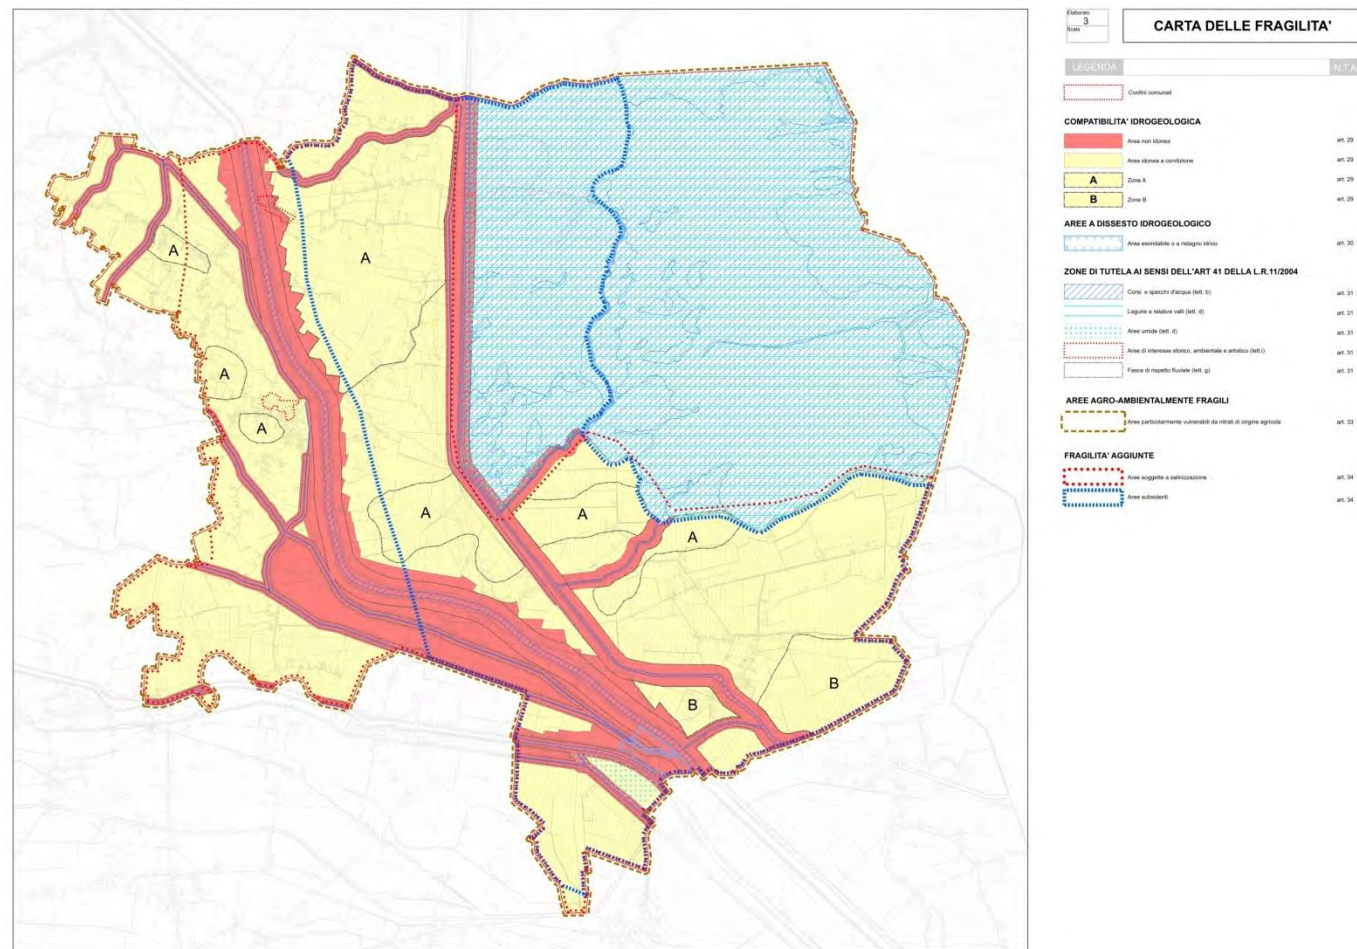 Elaborato
3
Scala
CARTA DELLE FRAGILITA'
LEGENDA N.T.A
Confini comunali
COMPATIBILITA' IDROGEOLOGICA
Area non idonea art. 29
Area idonea a condizione art. 29
A Zone A art. 29
B Zone B art. 29
AREE A DISSESTO IDROGEOLOGICO
Area esondabile o a ristagno idrico art. 30
ZONE DI TUTELA AI SENSI DELL'ART 41 DELLA L.R.11/2004
Corsi e specchi d'acqua (lett. b) art. 31
Lagune e relative valli (lett. d) art. 31
Aree umide (lett. d) art. 31
Aree di interesse storico, ambientale e artistico (lett.i) art. 31
Fasce di rispetto fluviale (lett. g) art. 31
AREE AGRO-AMBIENTALMENTE FRAGILI
Aree particolarmente vulnerabili da nitrati di origine agricola art. 33
FRAGILITA' AGGIUNTE
Aree soggette a salinizzazione art. 34
Aree subsidenti art. 34
A
A
A
A
A
A
A
B
B